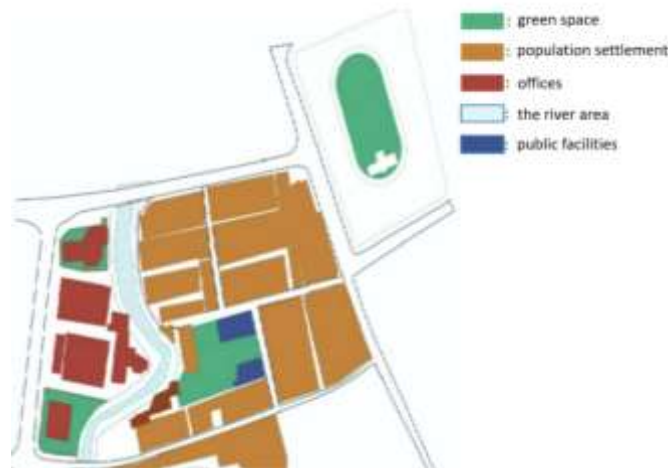 : green space
: population settlement
: offices
: the river area
: public facilities